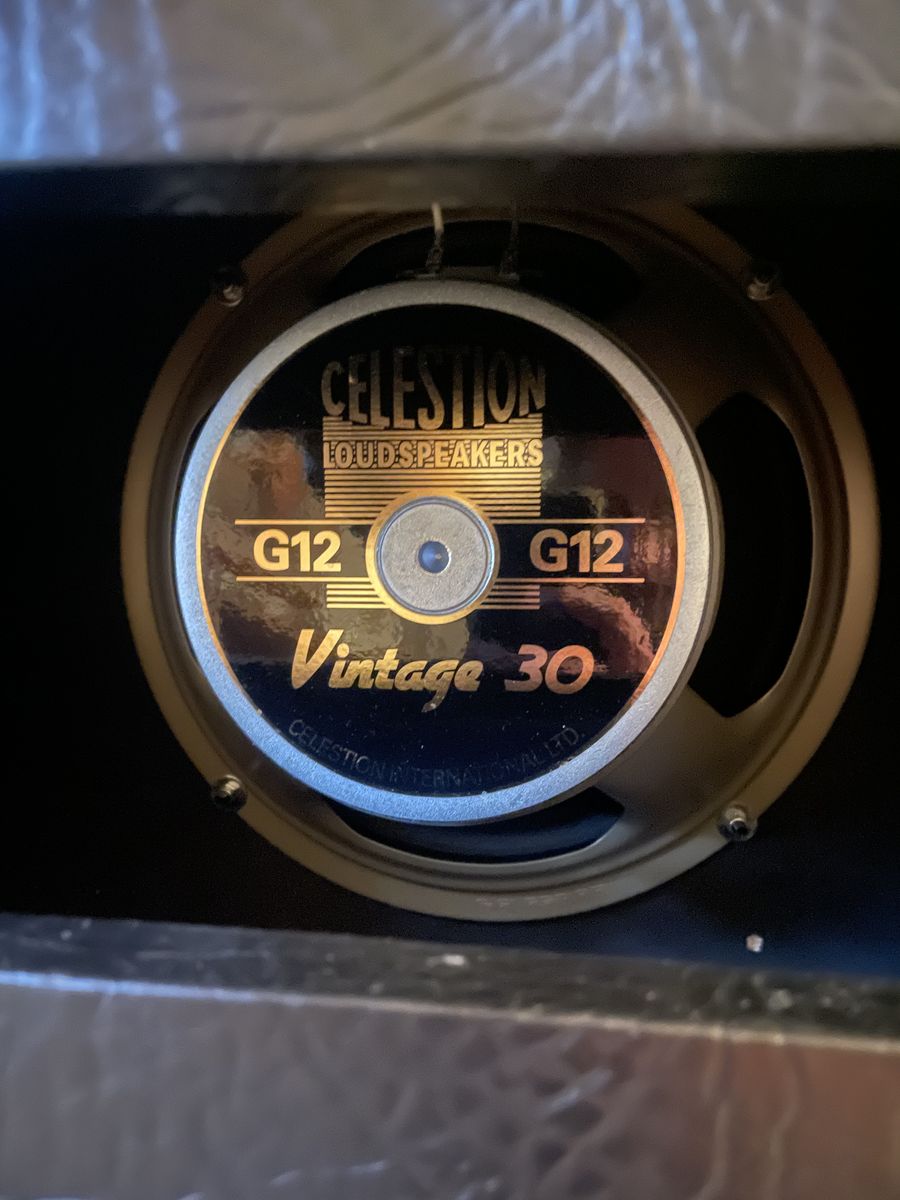 CELESTION
LOUDSPEAKERS
G12 G12
Vintage 30
CELESTION INTERNATIONAL LTD.